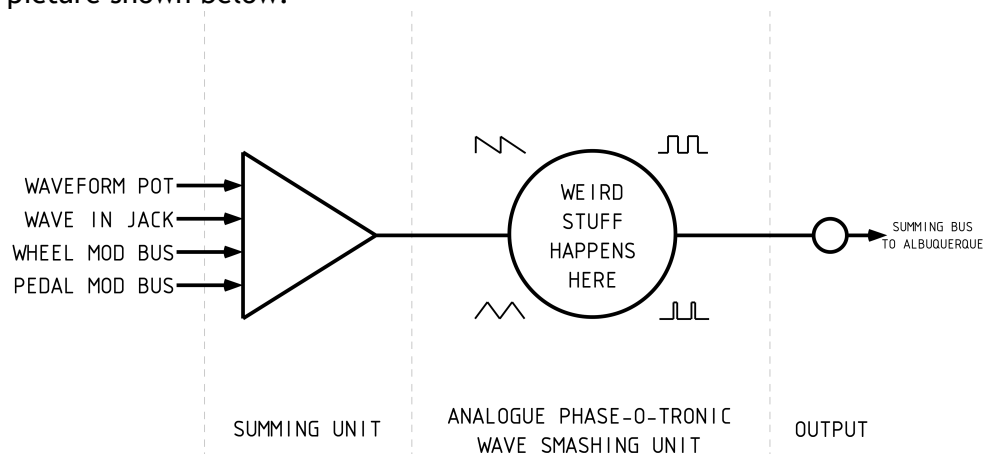 picture shown below.
WAVEFORM POT
WAVE IN JACK
WHEEL MOD BUS
PEDAL MOD BUS
WEIRD
STUFF
HAPPENS
HERE
SUMMING BUS
TO ALBUQUERQUE
SUMMING UNIT
ANALOGUE PHASE-O-TRONIC
WAVE SMASHING UNIT
OUTPUT